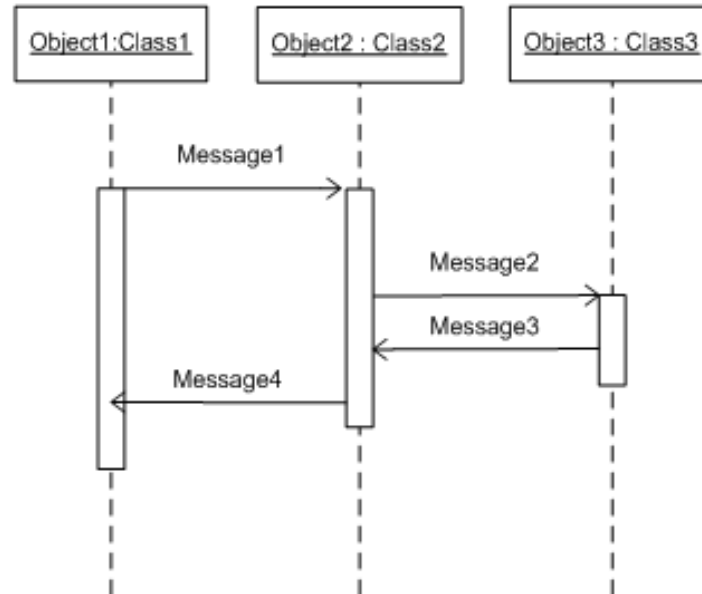 Object1:Class1
Object2 : Class2
Object3 : Class3
Message1
Message2
Message3
Message4